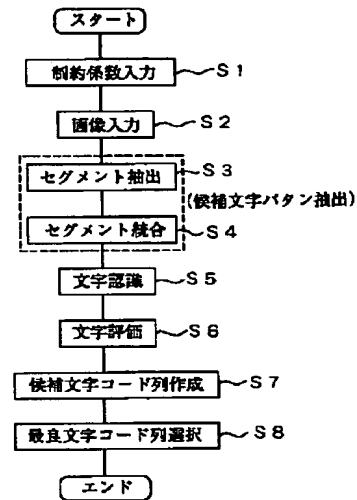 スタート
制約係数入力 S1
画像入力 S2
セグメント抽出 S3
(候補文字パタン抽出)
セグメント統合 S4
文字認識 S5
文字評価 S6
候補文字コード列作成 S7
最良文字コード列選択 S8
エンド